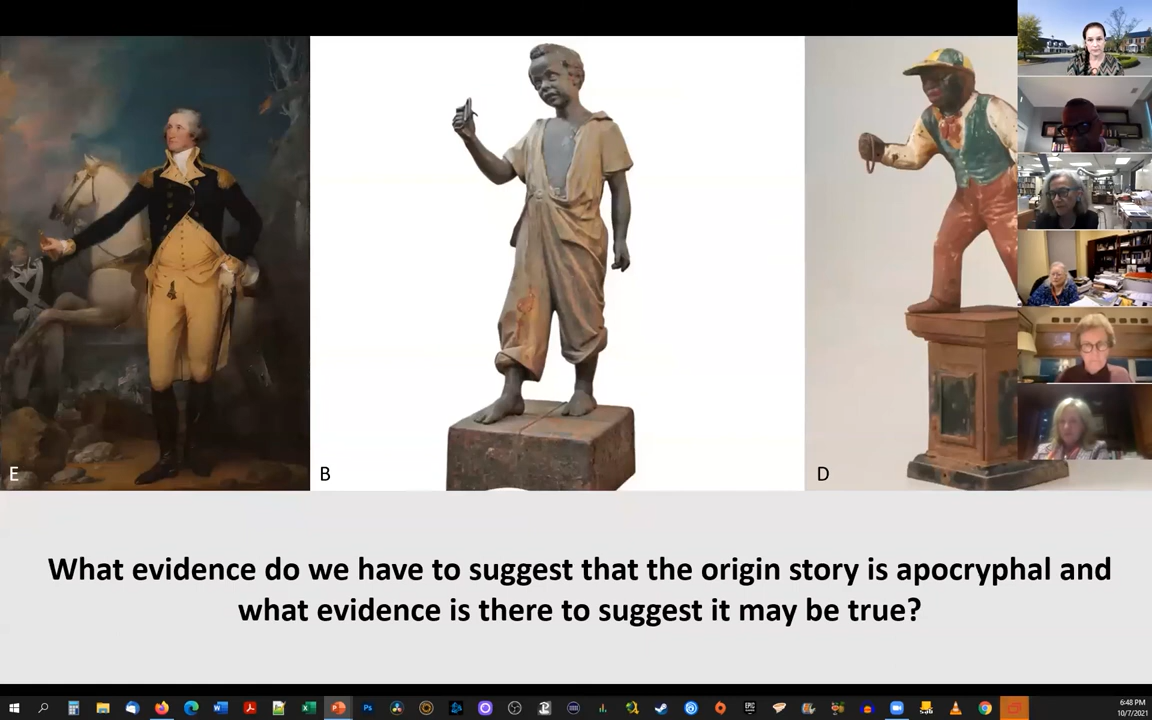 E
B
D
What evidence do we have to suggest that the origin story is apocryphal and
what evidence is there to suggest it may be true?
6:48 PM
10/7/2021